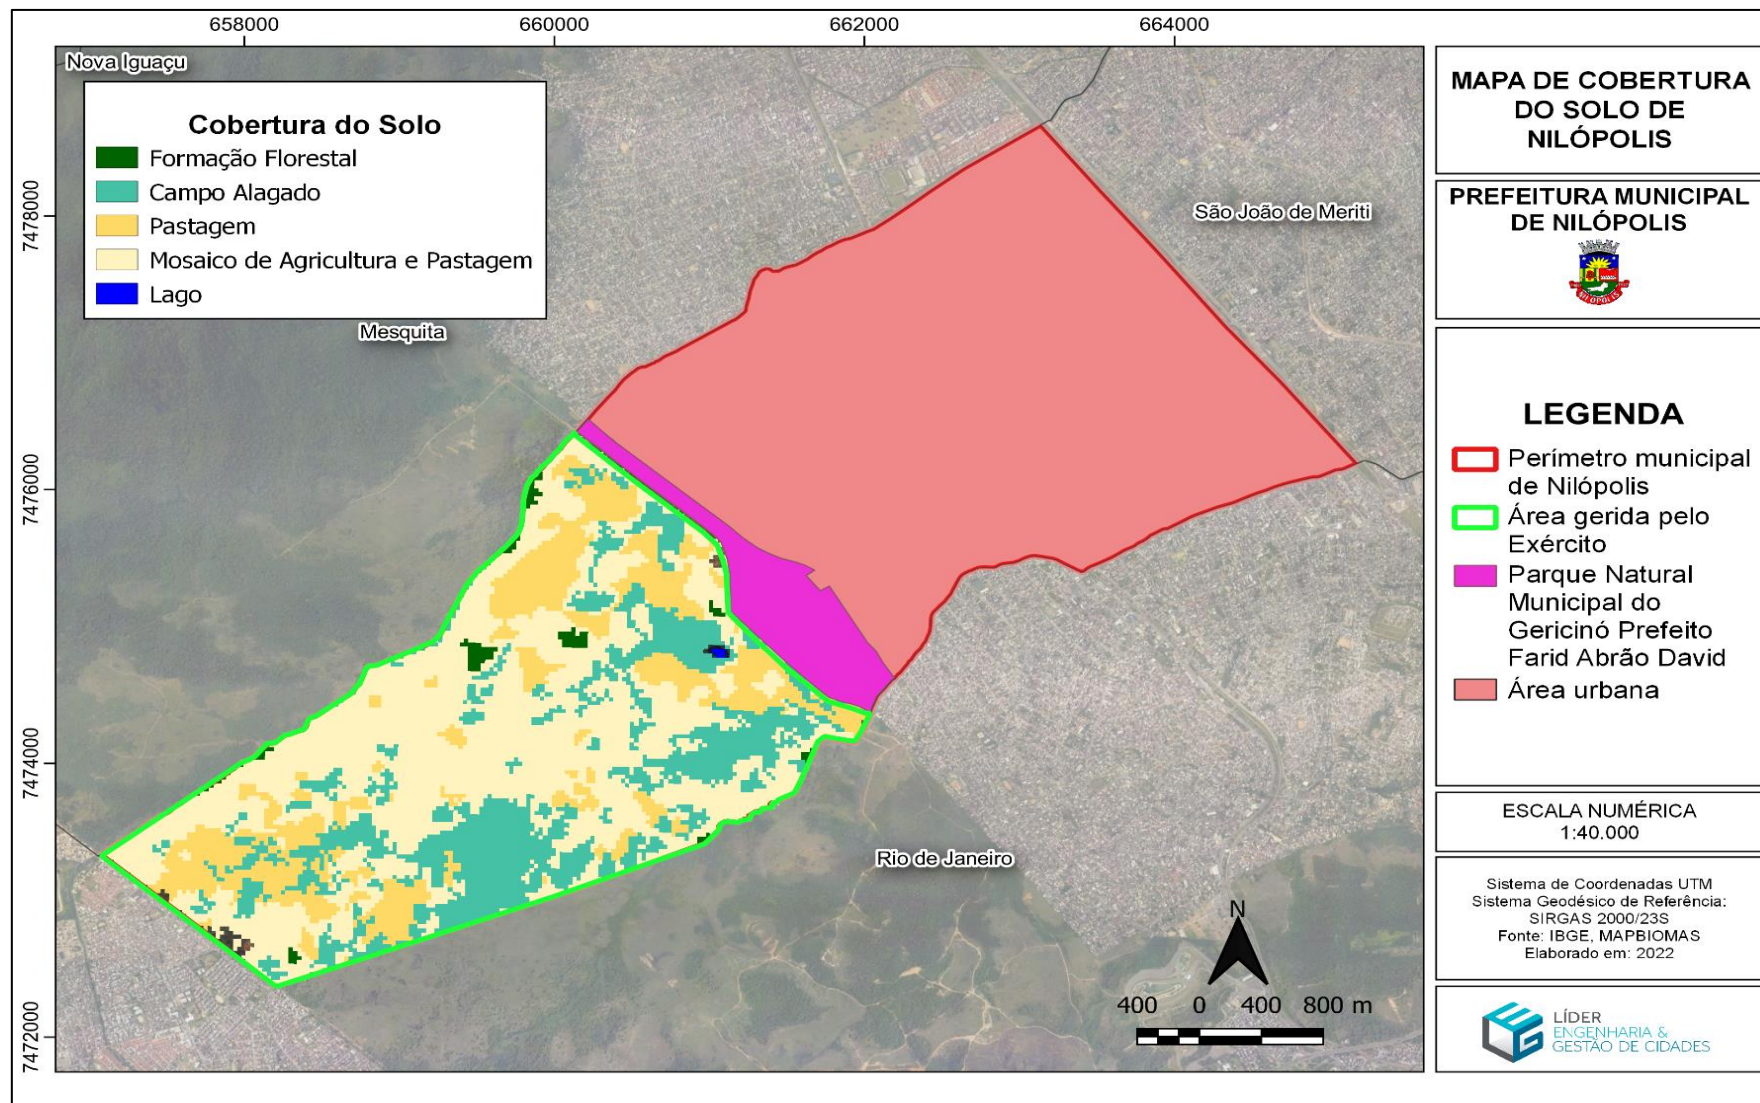 658000
660000
662000
664000
7478000
7476000
7474000
7472000
Nova Iguaçu
Cobertura do Solo
Formação Florestal
Campo Alagado
Pastagem
Mosaico de Agricultura e Pastagem
Lago
Mesquita
São João de Meriti
Rio de Janeiro
N
400 0 400 800 m
MAPA DE COBERTURA
DO SOLO DE
NILÓPOLIS
PREFEITURA MUNICIPAL
DE NILÓPOLIS
NILÓPOLIS
LEGENDA
Perímetro municipal
de Nilópolis
Área gerida pelo
Exército
Parque Natural
Municipal do
Gericinó Prefeito
Farid Abrão David
Área urbana
ESCALA NUMÉRICA
1:40.000
Sistema de Coordenadas UTM
Sistema Geodésico de Referência:
SIRGAS 2000/23S
Fonte: IBGE, MAPBIOMAS
Elaborado em: 2022
LÍDER
ENGENHARIA &
GESTÃO DE CIDADES